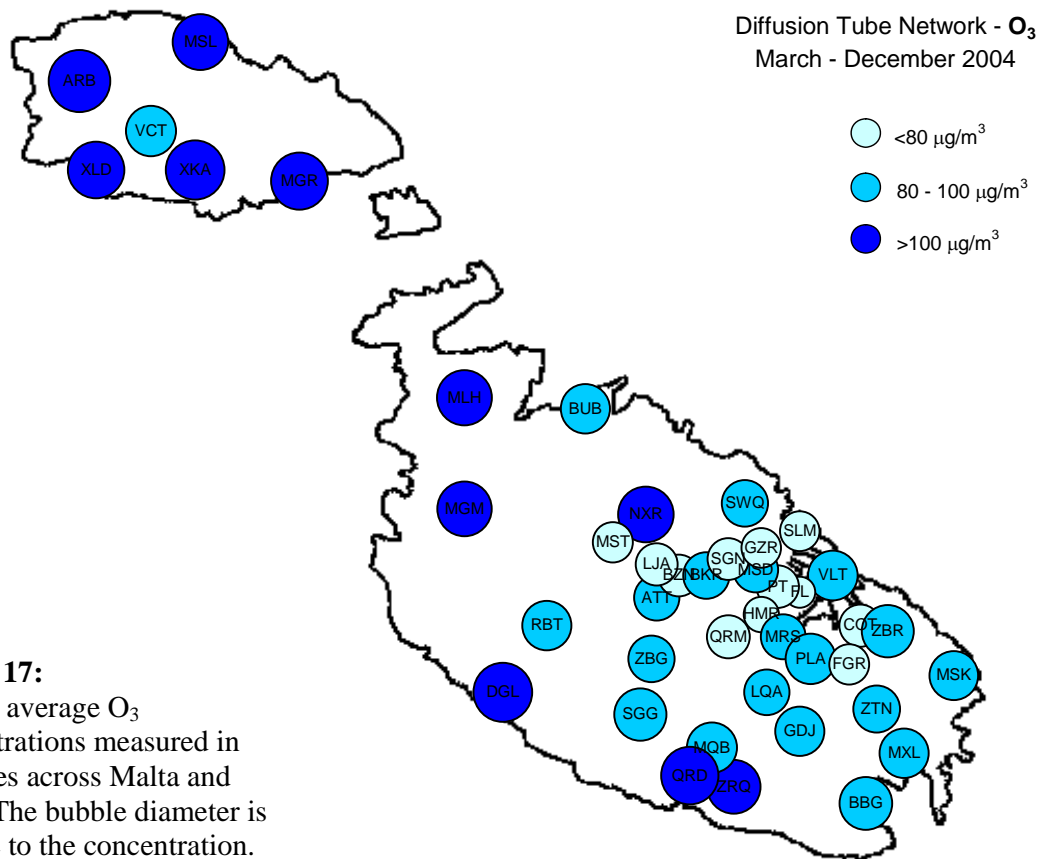 Diffusion Tube Network - O₃
March - December 2004
<80 μg/m³
80 - 100 μg/m³
>100 μg/m³
MSL
ARB
VCT
XLD
XKA
MGR
MLH
BUB
MGM
NXR
SWQ
SLM
MST
GZR
SGN
LJA
BZN
BKR
MSD
VLT
PT
FL
ATT
HMR
RBT
QRM
MRS
COT
ZBR
ZBG
PLA
FGR
MSK
DGL
LQA
SGG
ZTN
GDJ
MQB
MXL
QRD
ZRQ
BBG
17:
average O₃
trations measured in
es across Malta and
The bubble diameter is
to the concentration.